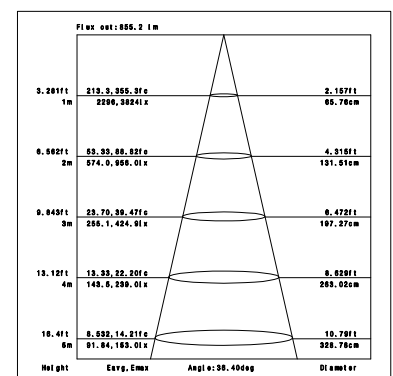 Flux out:855.2 lm
3.281ft 213.3,355.3fc 2.157ft
1m 2296,3824lx 65.76cm
6.562ft 53.33,88.82fc 4.315ft
2m 574.0,956.0lx 131.51cm
9.843ft 23.70,39.47fc 6.472ft
3m 255.1,424.9lx 197.27cm
13.12ft 13.33,22.20fc 8.629ft
4m 143.5,239.0lx 263.02cm
16.4ft 8.532,14.21fc 10.79ft
5m 91.84,153.0lx 328.78cm
Height Eavg,Emax Angle:36.40deg Diameter